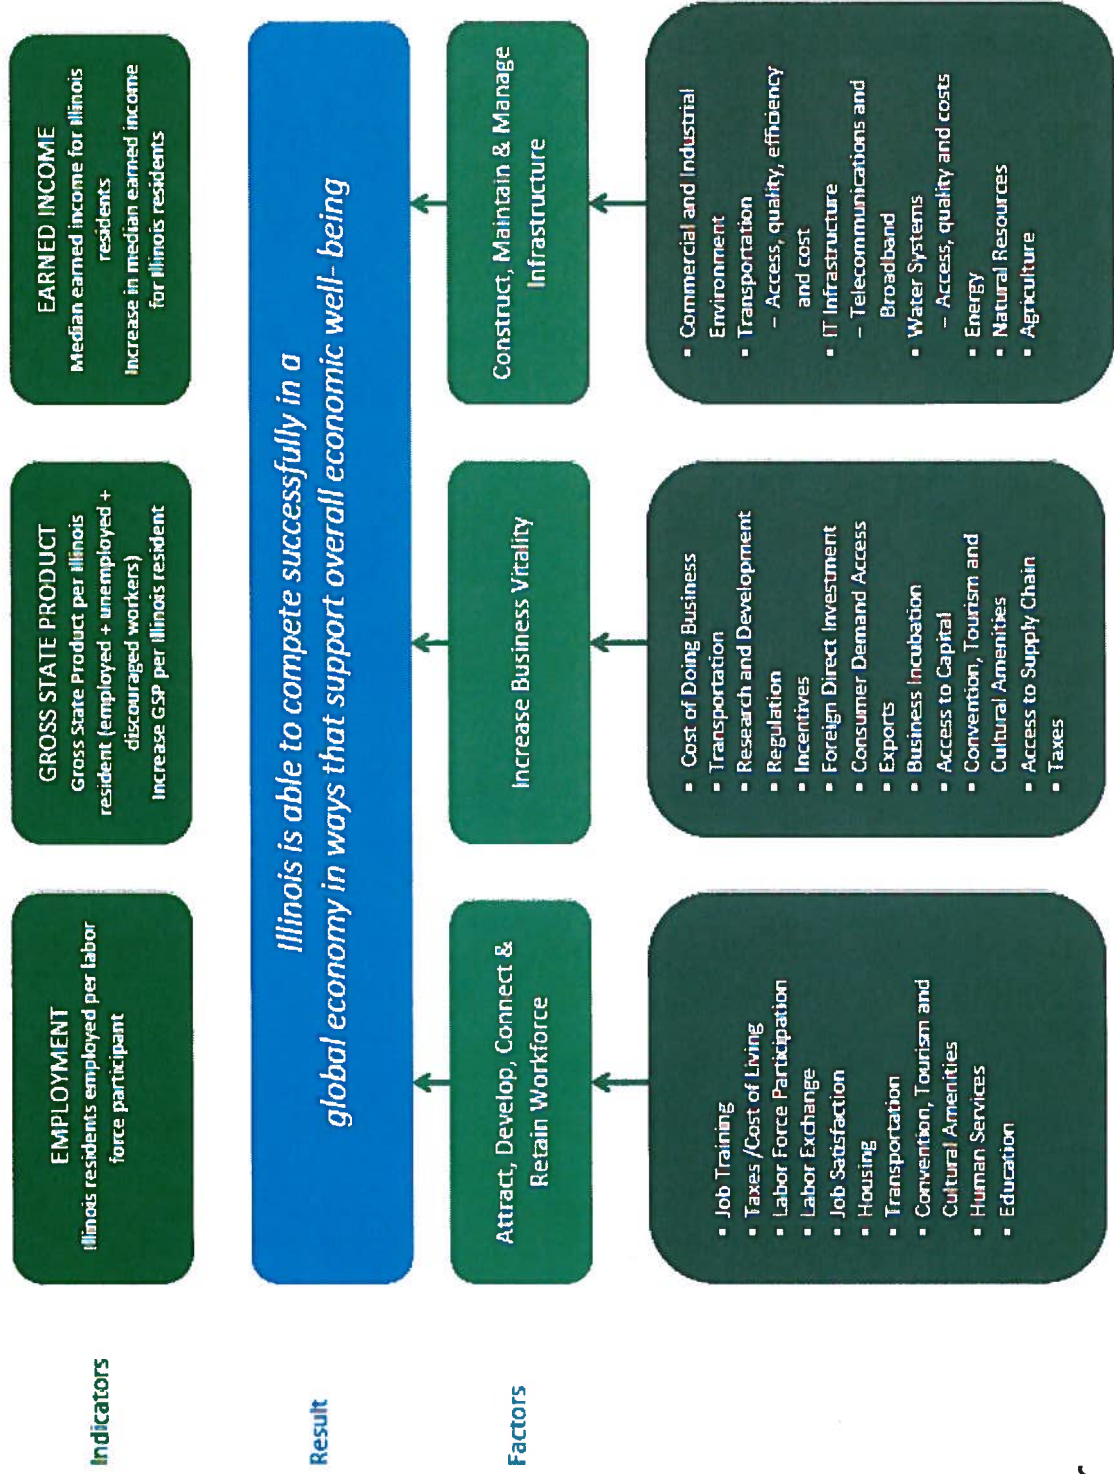 Indicators
EMPLOYMENT
Illinois residents employed per labor
force participant
GROSS STATE PRODUCT
Gross State Product per Illinois
resident (employed + unemployed +
discouraged workers)
Increase GSP per Illinois resident
EARNED INCOME
Median earned income for Illinois
residents
Increase in median earned income
for Illinois residents
Result
Illinois is able to compete successfully in a
global economy in ways that support overall economic well- being
Factors
Attract, Develop, Connect &
Retain Workforce
Increase Business Vitality
Construct, Maintain & Manage
Infrastructure
▪ Job Training
▪ Taxes /Cost of Living
▪ Labor Force Participation
▪ Labor Exchange
▪ Job Satisfaction
▪ Housing
▪ Transportation
▪ Convention, Tourism and
Cultural Amenities
▪ Human Services
▪ Education
▪ Cost of Doing Business
▪ Transportation
▪ Research and Development
▪ Regulation
▪ Incentives
▪ Foreign Direct Investment
▪ Consumer Demand Access
▪ Exports
▪ Business Incubation
▪ Access to Capital
▪ Convention, Tourism and
Cultural Amenities
▪ Access to Supply Chain
▪ Taxes
▪ Commercial and Industrial
Environment
▪ Transportation
– Access, quality, efficiency
and cost
▪ IT Infrastructure
– Telecommunications and
Broadband
▪ Water Systems
– Access, quality and costs
▪ Energy
▪ Natural Resources
▪ Agriculture